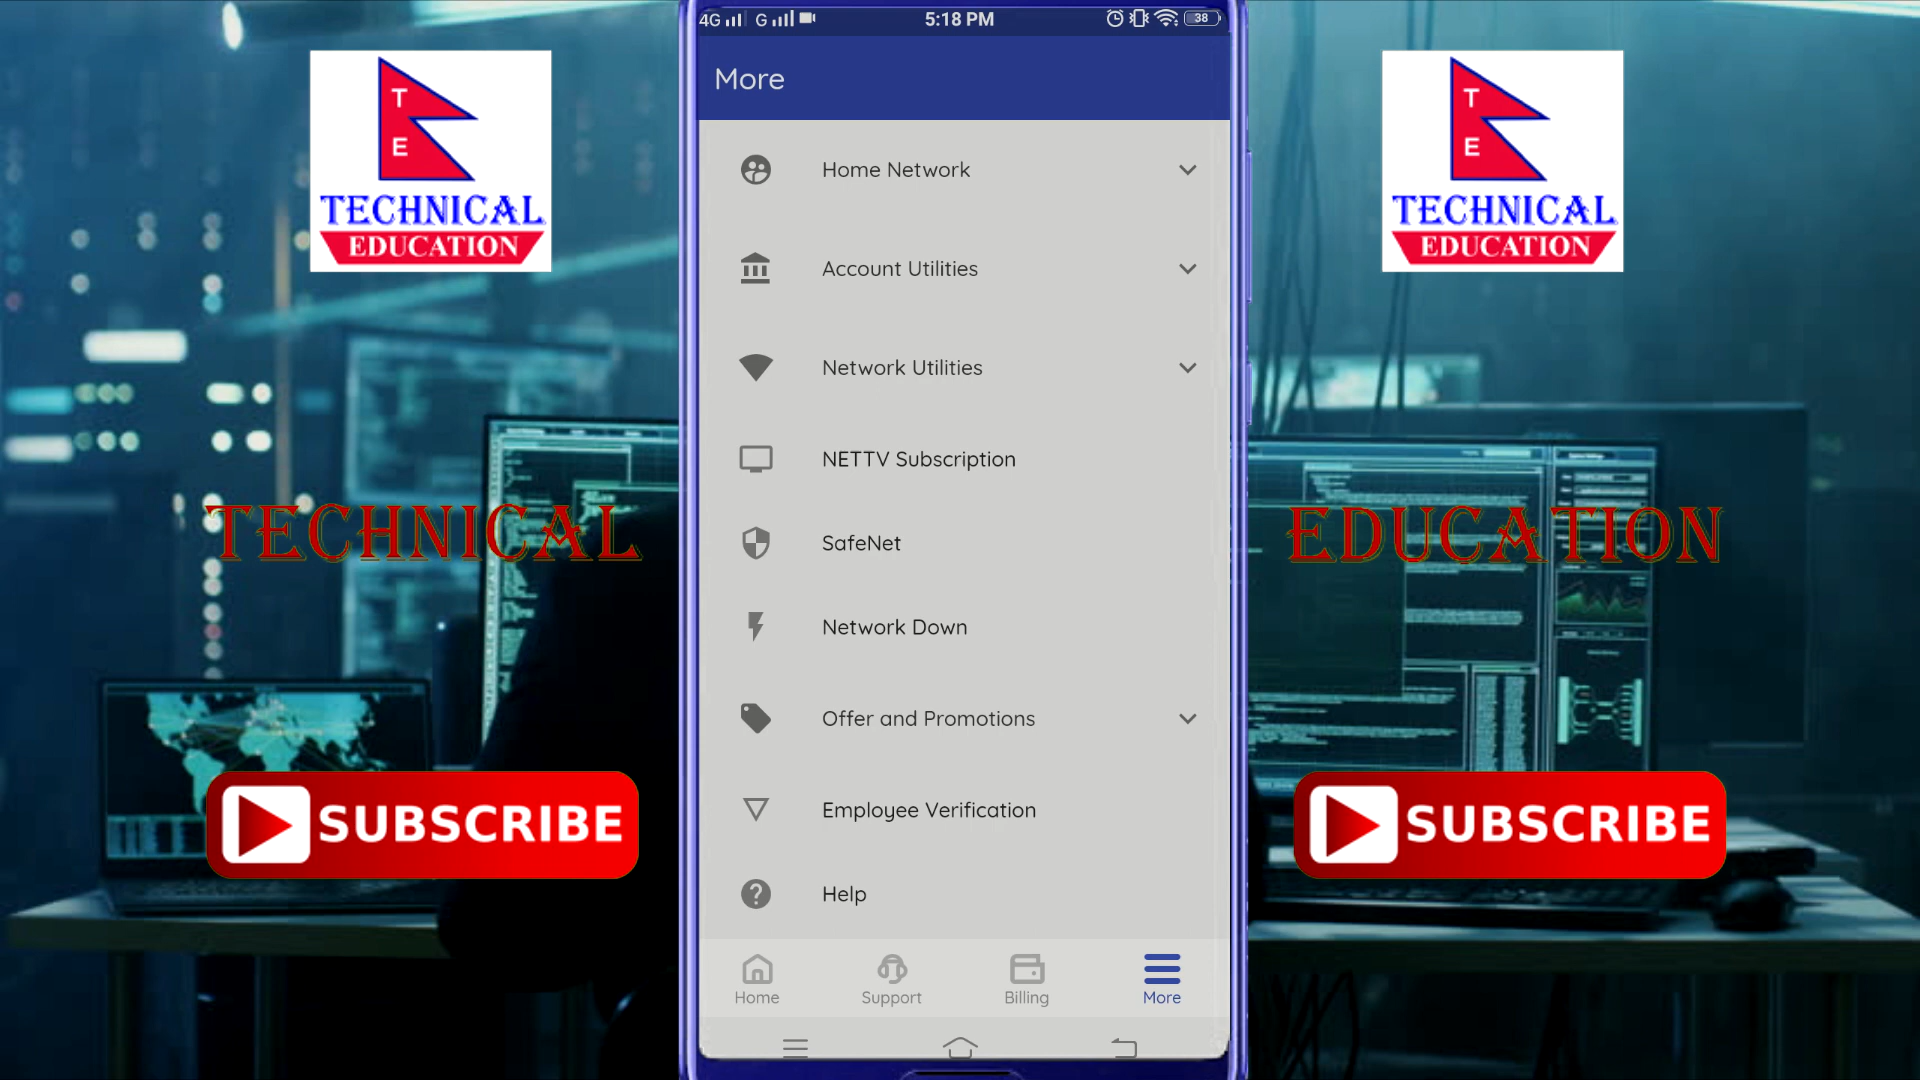 4G
G
5:18 PM
38
More
Home Network
Account Utilities
Network Utilities
NETTV Subscription
SafeNet
Network Down
Offer and Promotions
Employee Verification
Help
Home
Support
Billing
More
T
E
TECHNICAL
EDUCATION
TECHNICAL
SUBSCRIBE
T
E
TECHNICAL
EDUCATION
EDUCATION
SUBSCRIBE